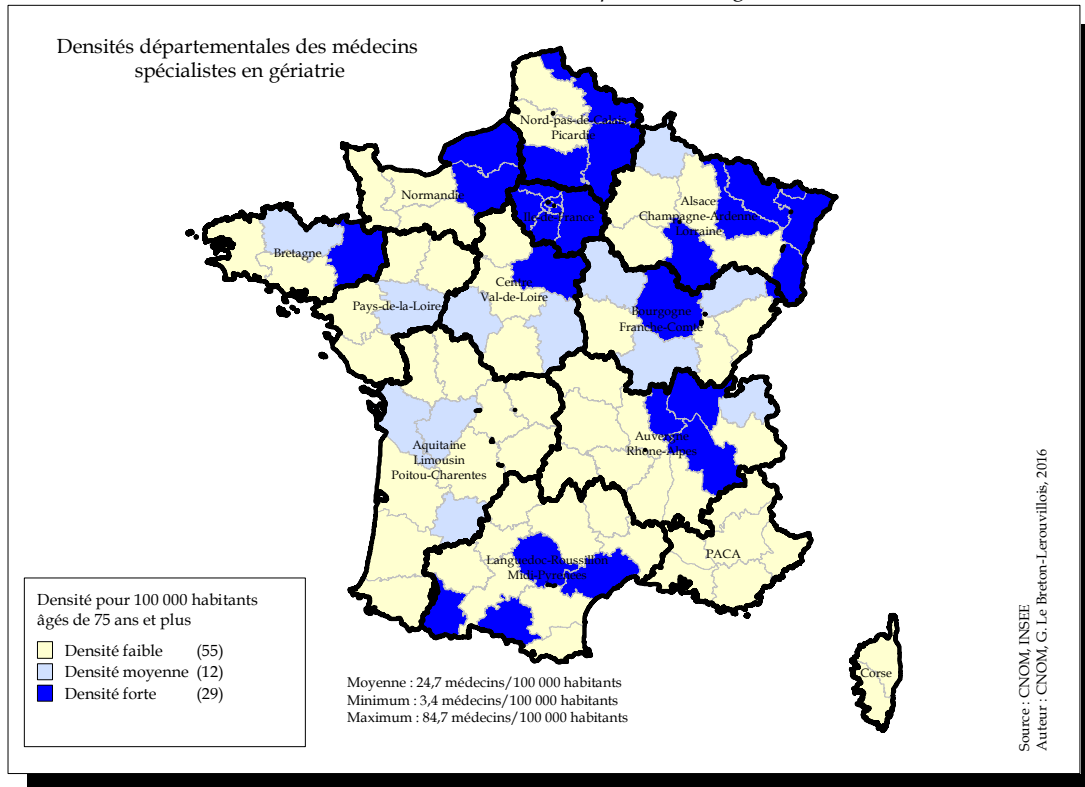 Densités départementales des médecins
spécialistes en gériatrie
Nord-pas-de-Calais
Picardie
Normandie
Ile-de-France
Alsace
Champagne-Ardenne
Lorraine
Bretagne
Pays-de-la-Loire
Centre
Val-de-Loire
Bourgogne
Franche-Comté
Aquitaine
Limousin
Poitou-Charentes
Auvergne
Rhône-Alpes
Languedoc-Roussillon
Midi-Pyrénées
PACA
Corse
Densité pour 100 000 habitants
âgés de 75 ans et plus
Densité faible (55)
Densité moyenne (12)
Densité forte (29)
Moyenne : 24,7 médecins/100 000 habitants
Minimum : 3,4 médecins/100 000 habitants
Maximum : 84,7 médecins/100 000 habitants
Source : CNOM, INSEE
Auteur : CNOM, G. Le Breton-Lerouvillois, 2016